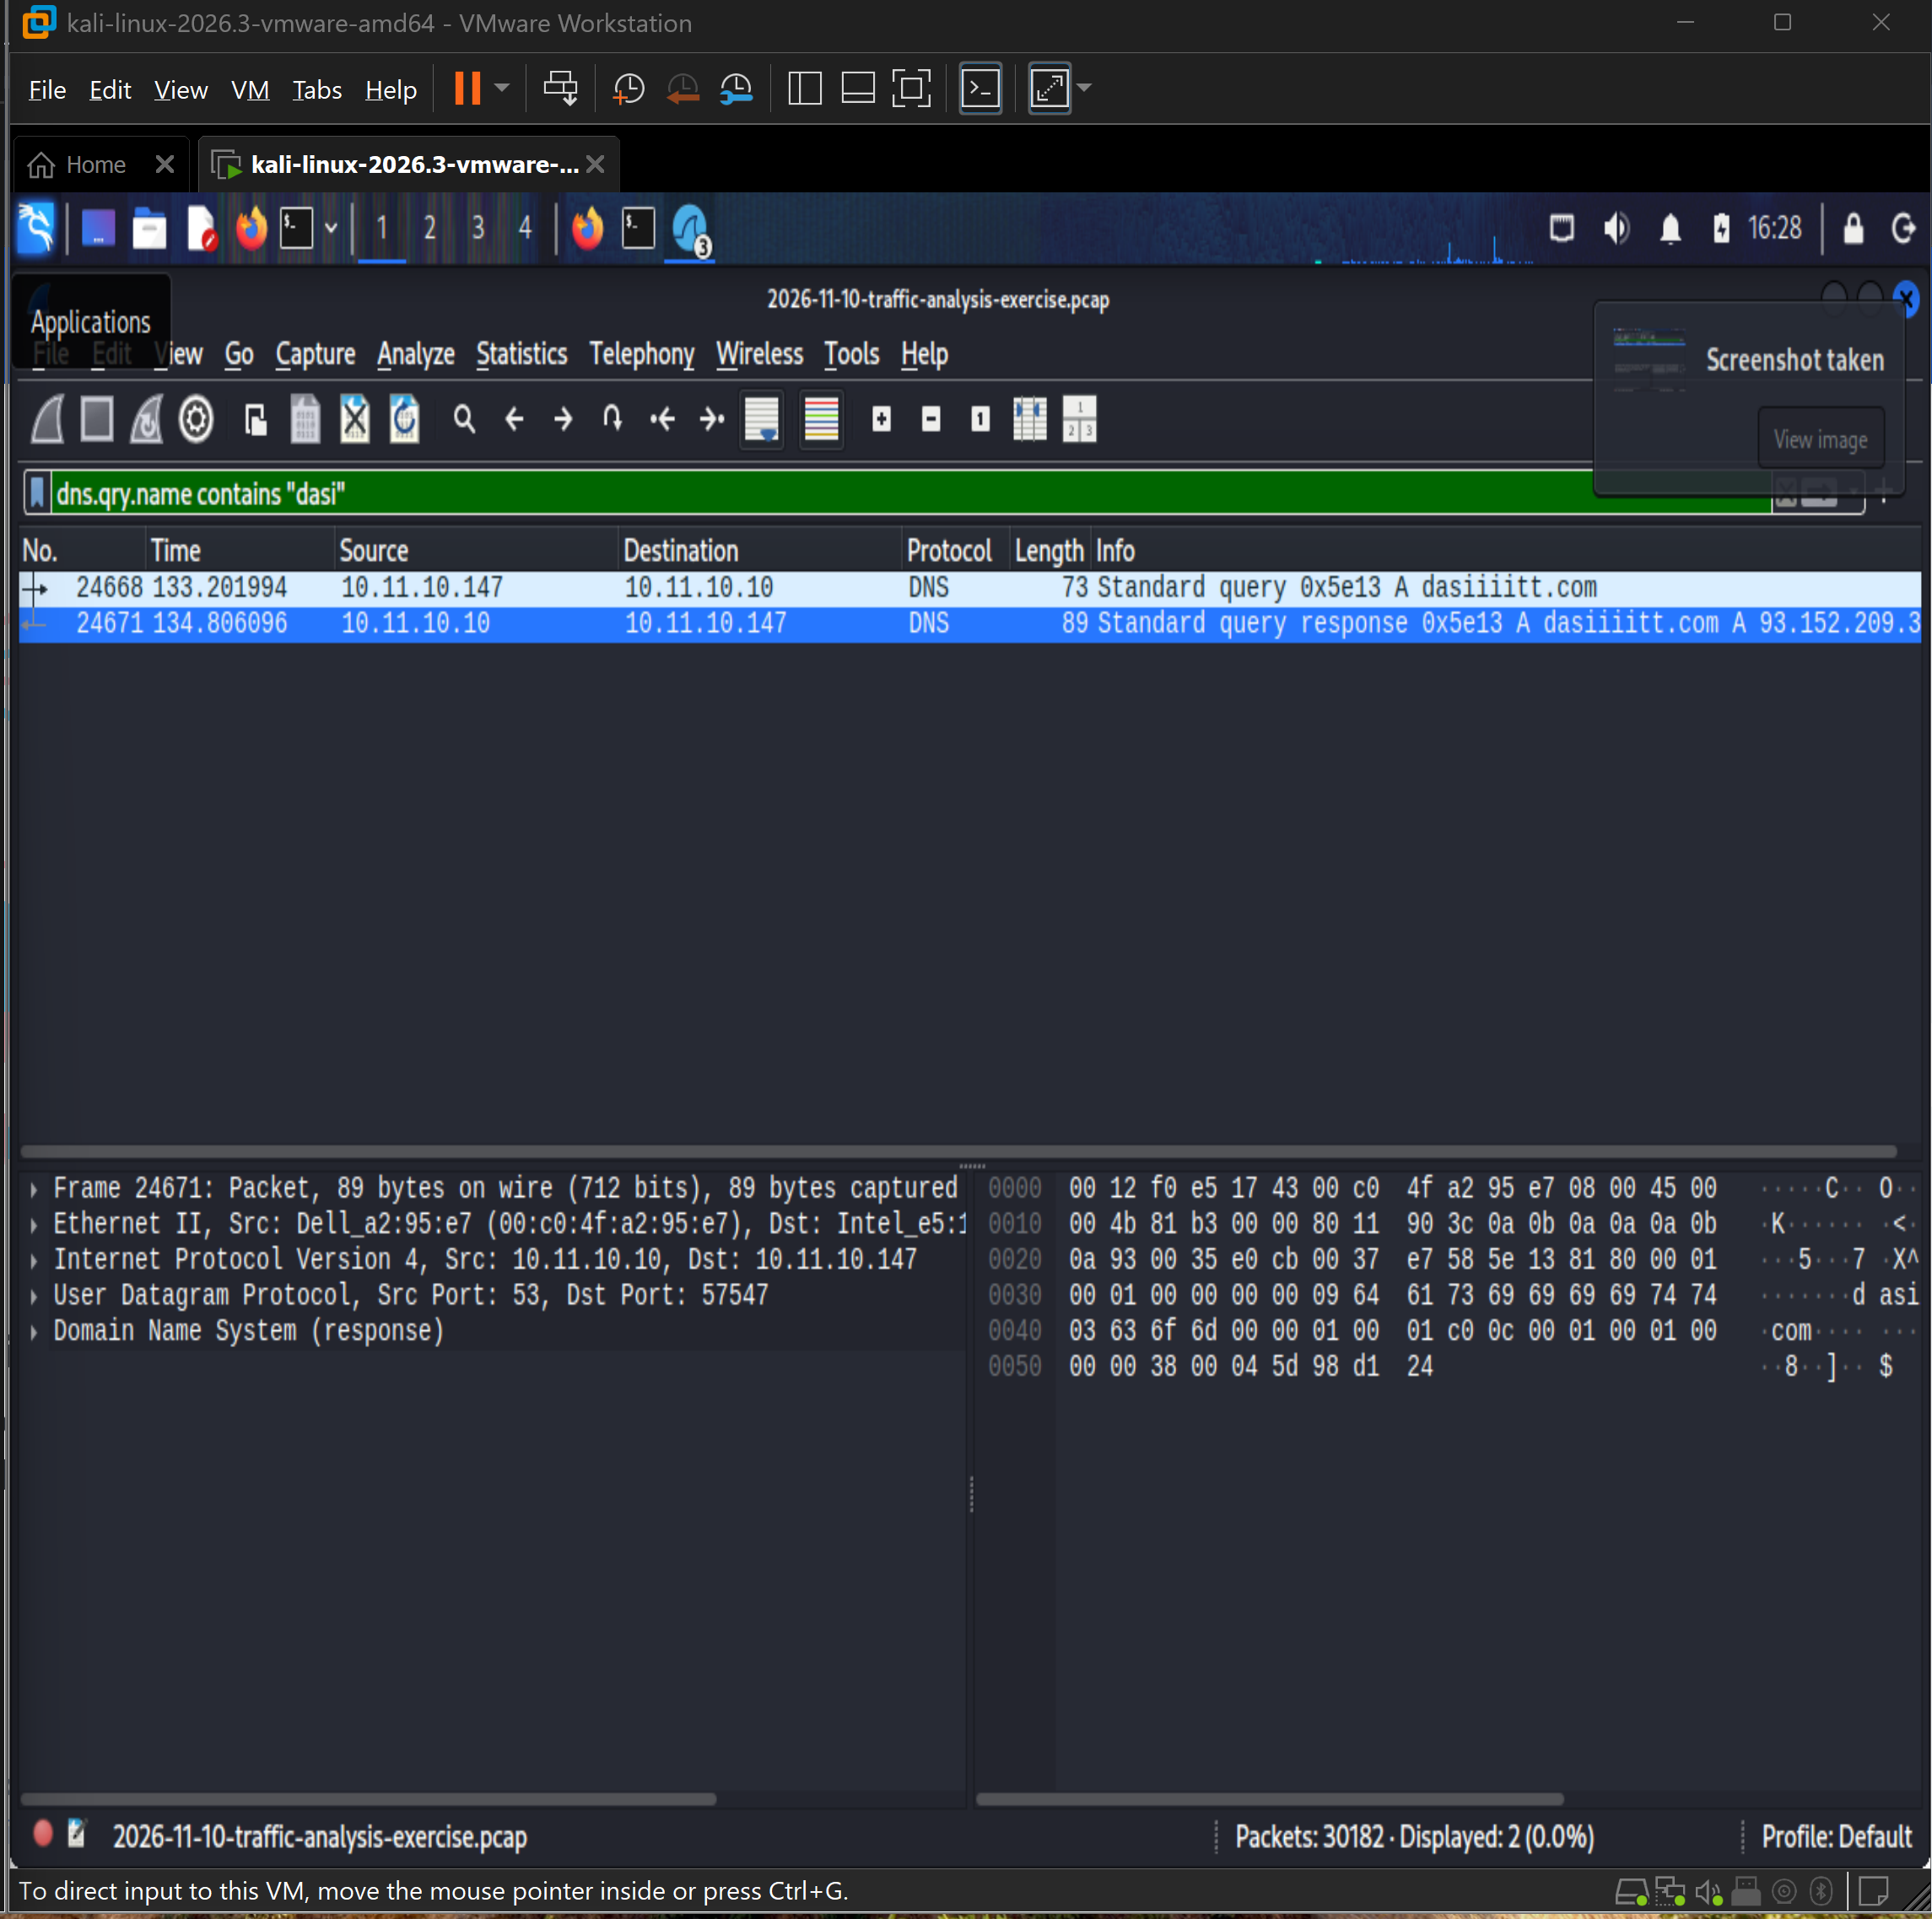 kali-linux-2026.3-vmware-amd64 - VMware Workstation
File Edit View VM Tabs Help
Home kali-linux-2026.3-vmware-...
1 2 3 4 3 16:28
2026-11-10-traffic-analysis-exercise.pcap
Applications
Screenshot taken
File Edit View Go Capture Analyze Statistics Telephony Wireless Tools Help
View image
dns.qry.name contains "dasi"
No. Time Source Destination Protocol Length Info
24668 133.201994 10.11.10.147 10.11.10.10 DNS 73 Standard query 0x5e13 A dasiiiitt.com
24671 134.806096 10.11.10.10 10.11.10.147 DNS 89 Standard query response 0x5e13 A dasiiiitt.com A 93.152.209.3
Frame 24671: Packet, 89 bytes on wire (712 bits), 89 bytes captured
Ethernet II, Src: Dell_a2:95:e7 (00:c0:4f:a2:95:e7), Dst: Intel_e5:1
Internet Protocol Version 4, Src: 10.11.10.10, Dst: 10.11.10.147
User Datagram Protocol, Src Port: 53, Dst Port: 57547
Domain Name System (response)
0000 00 12 f0 e5 17 43 00 c0 4f a2 95 e7 08 00 45 00 ·····C·· O··
0010 00 4b 81 b3 00 00 80 11 90 3c 0a 0b 0a 0a 0a 0b ·K······ ·<·
0020 0a 93 00 35 e0 cb 00 37 e7 58 5e 13 81 80 00 01 ···5···7 ·X^
0030 00 01 00 00 00 00 09 64 61 73 69 69 69 69 74 74 ·······d asi
0040 03 63 6f 6d 00 00 01 00 01 c0 0c 00 01 00 01 00 ·com···· ···
0050 00 00 38 00 04 5d 98 d1 24 ··8··]·· $
2026-11-10-traffic-analysis-exercise.pcap
Packets: 30182 · Displayed: 2 (0.0%)
Profile: Default
To direct input to this VM, move the mouse pointer inside or press Ctrl+G.